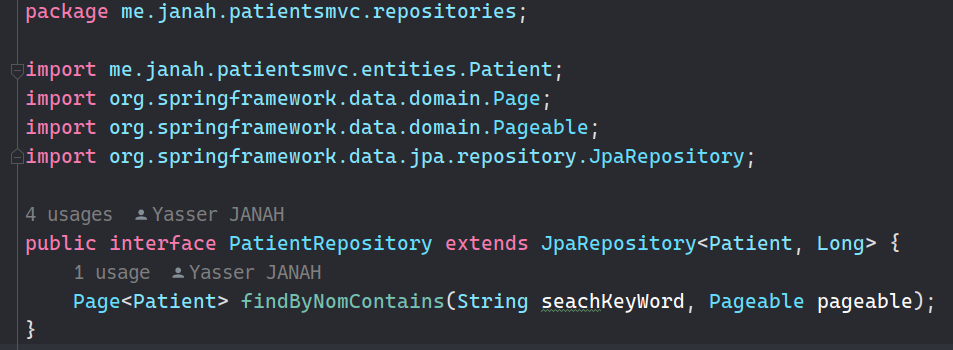 package me.janah.patientsmvc.repositories;
import me.janah.patientsmvc.entities.Patient;
import org.springframework.data.domain.Page;
import org.springframework.data.domain.Pageable;
import org.springframework.data.jpa.repository.JpaRepository;
4 usages Yasser JANAH
public interface PatientRepository extends JpaRepository<Patient, Long> {
1 usage Yasser JANAH
Page<Patient> findByNomContains(String seachKeyWord, Pageable pageable);
}